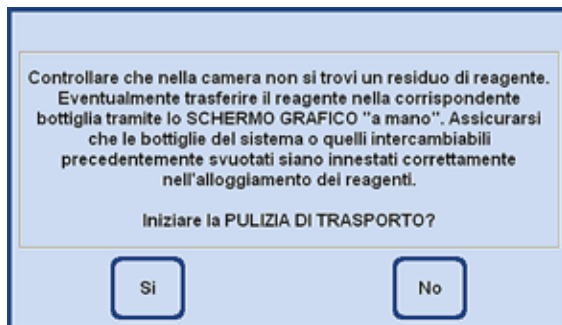 Controllare che nella camera non si trovi un residuo di reagente.
Eventualmente trasferire il reagente nella corrispondente
bottiglia tramite lo SCHERMO GRAFICO "a mano". Assicurarsi
che le bottiglie del sistema o quelli intercambiabili
precedentemente svuotati siano innestati correttamente
nell'alloggiamento dei reagenti.
Iniziare la PULIZIA DI TRASPORTO?
Si No